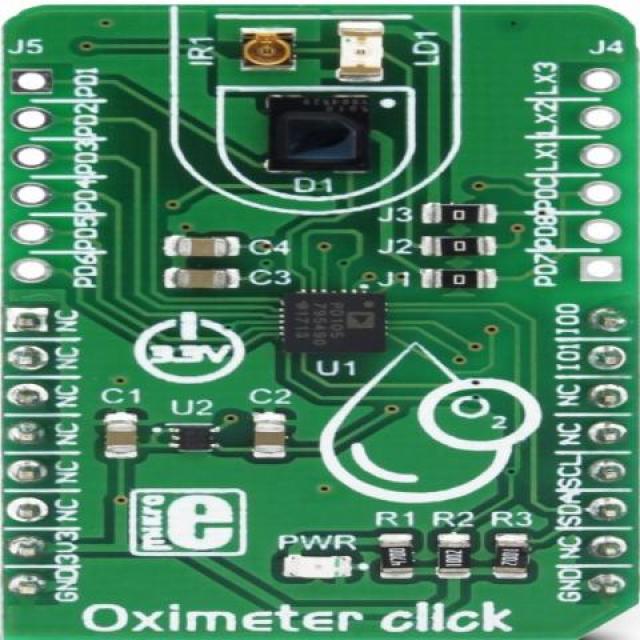 J5
J4
IR1
LD1
PD1
PD2
PD3
PD4
PD5
PD6
LX3
LX2
LX1
PDC
PD8
PD7
D1
J3
J2
J1
C4
C3
3.3V
U1
NC
NC
NC
NC
NC
NC
3V3
GND
IO0
IO1
NC
NC
SCL
SDA
NC
GND
C1
U2
C2
O2
mikro
e
PWR
R1 R2 R3
Oximeter click